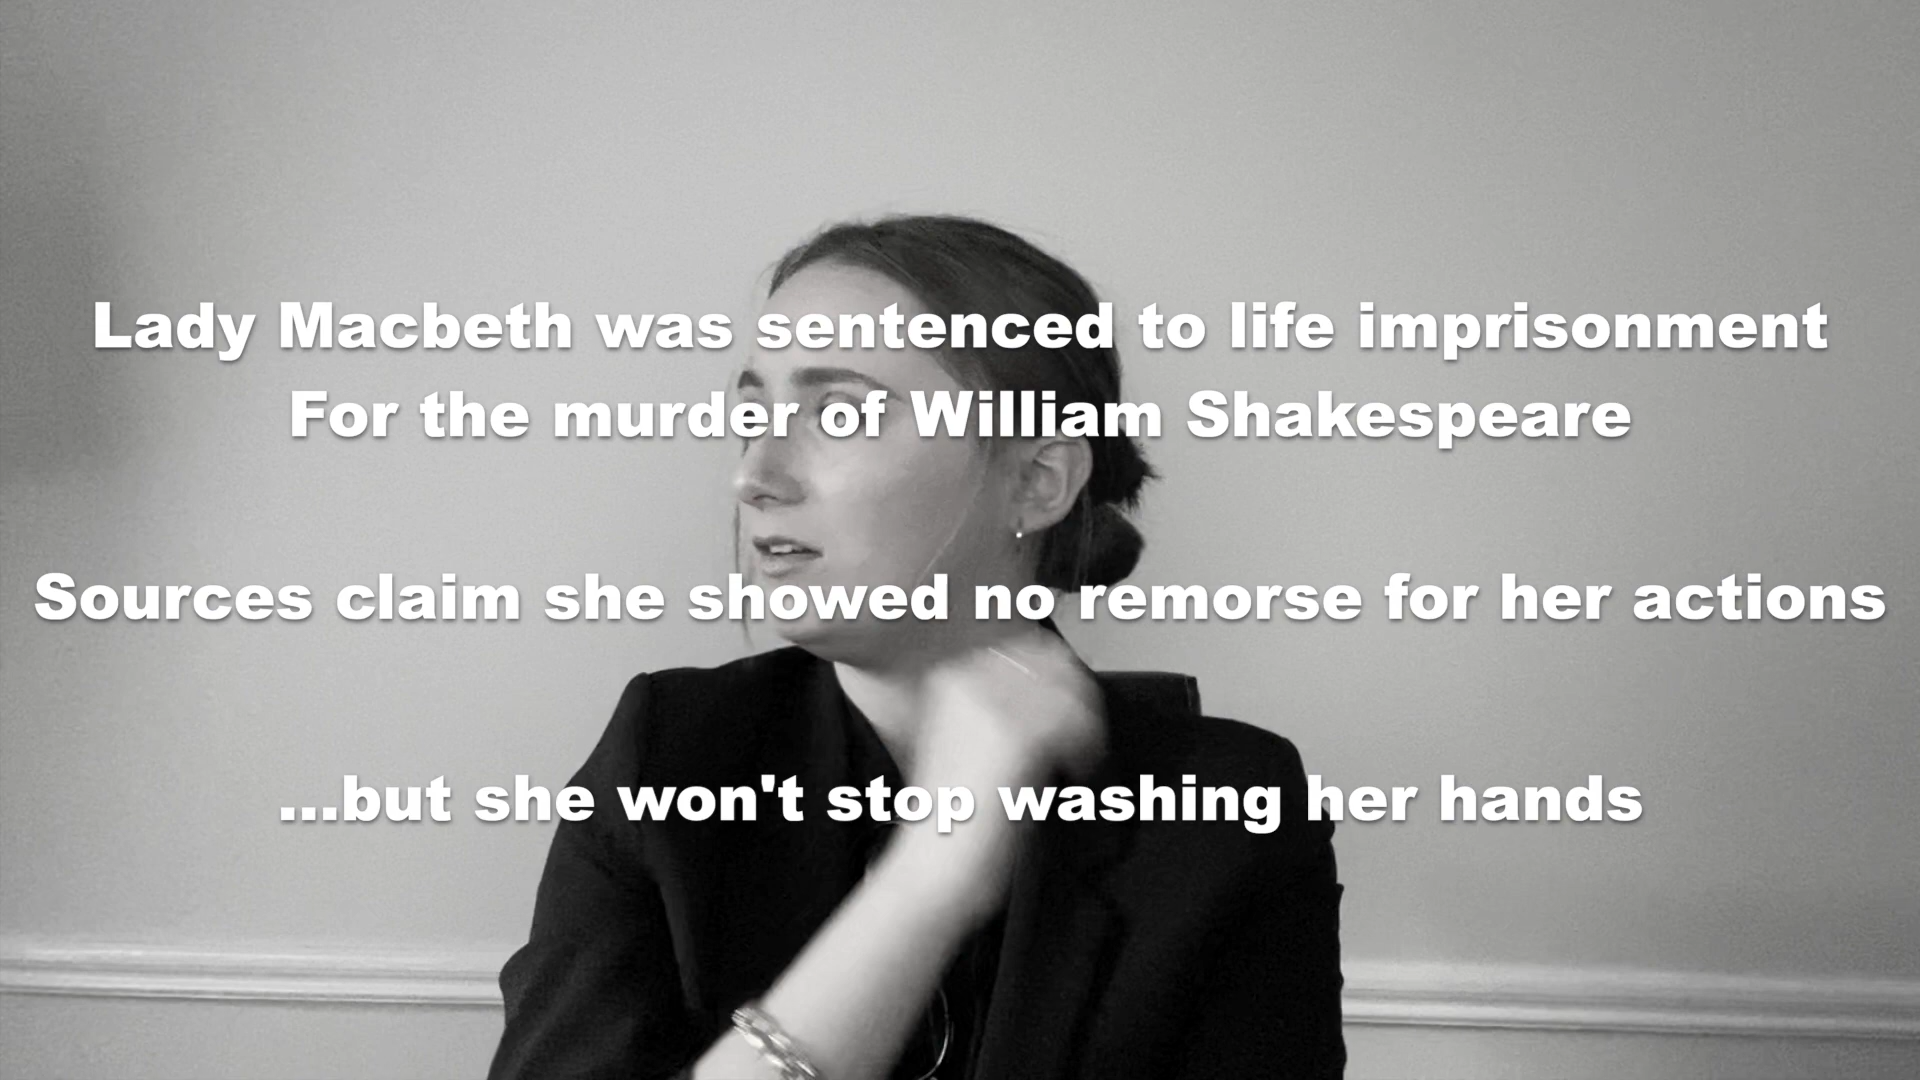 Lady Macbeth was sentenced to life imprisonment
For the murder of William Shakespeare
Sources claim she showed no remorse for her actions
...but she won't stop washing her hands